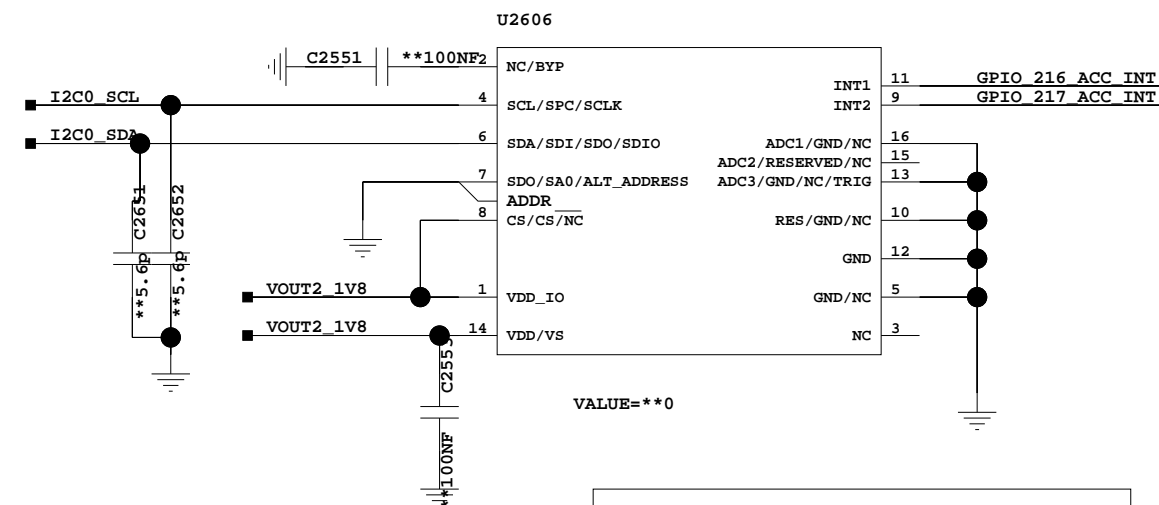 U2606
C2551 **100NF 2 NC/BYP
INT1 11 GPIO_216_ACC_INT
I2C0_SCL 4 SCL/SPC/SCLK
INT2 9 GPIO_217_ACC_INT
I2C0_SDA 6 SDA/SDI/SDO/SDIO
ADC1/GND/NC 16
ADC2/RESERVED/NC 15
7 SDO/SA0/ALT_ADDRESS
ADC3/GND/NC/TRIG 13
ADDR
8 CS/CS/NC
RES/GND/NC 10
**5.6p C2651
**5.6p C2652
GND 12
VOUT2_1V8 1 VDD_IO
GND/NC 5
VOUT2_1V8 14 VDD/VS
NC 3
*100NF
VALUE=**0